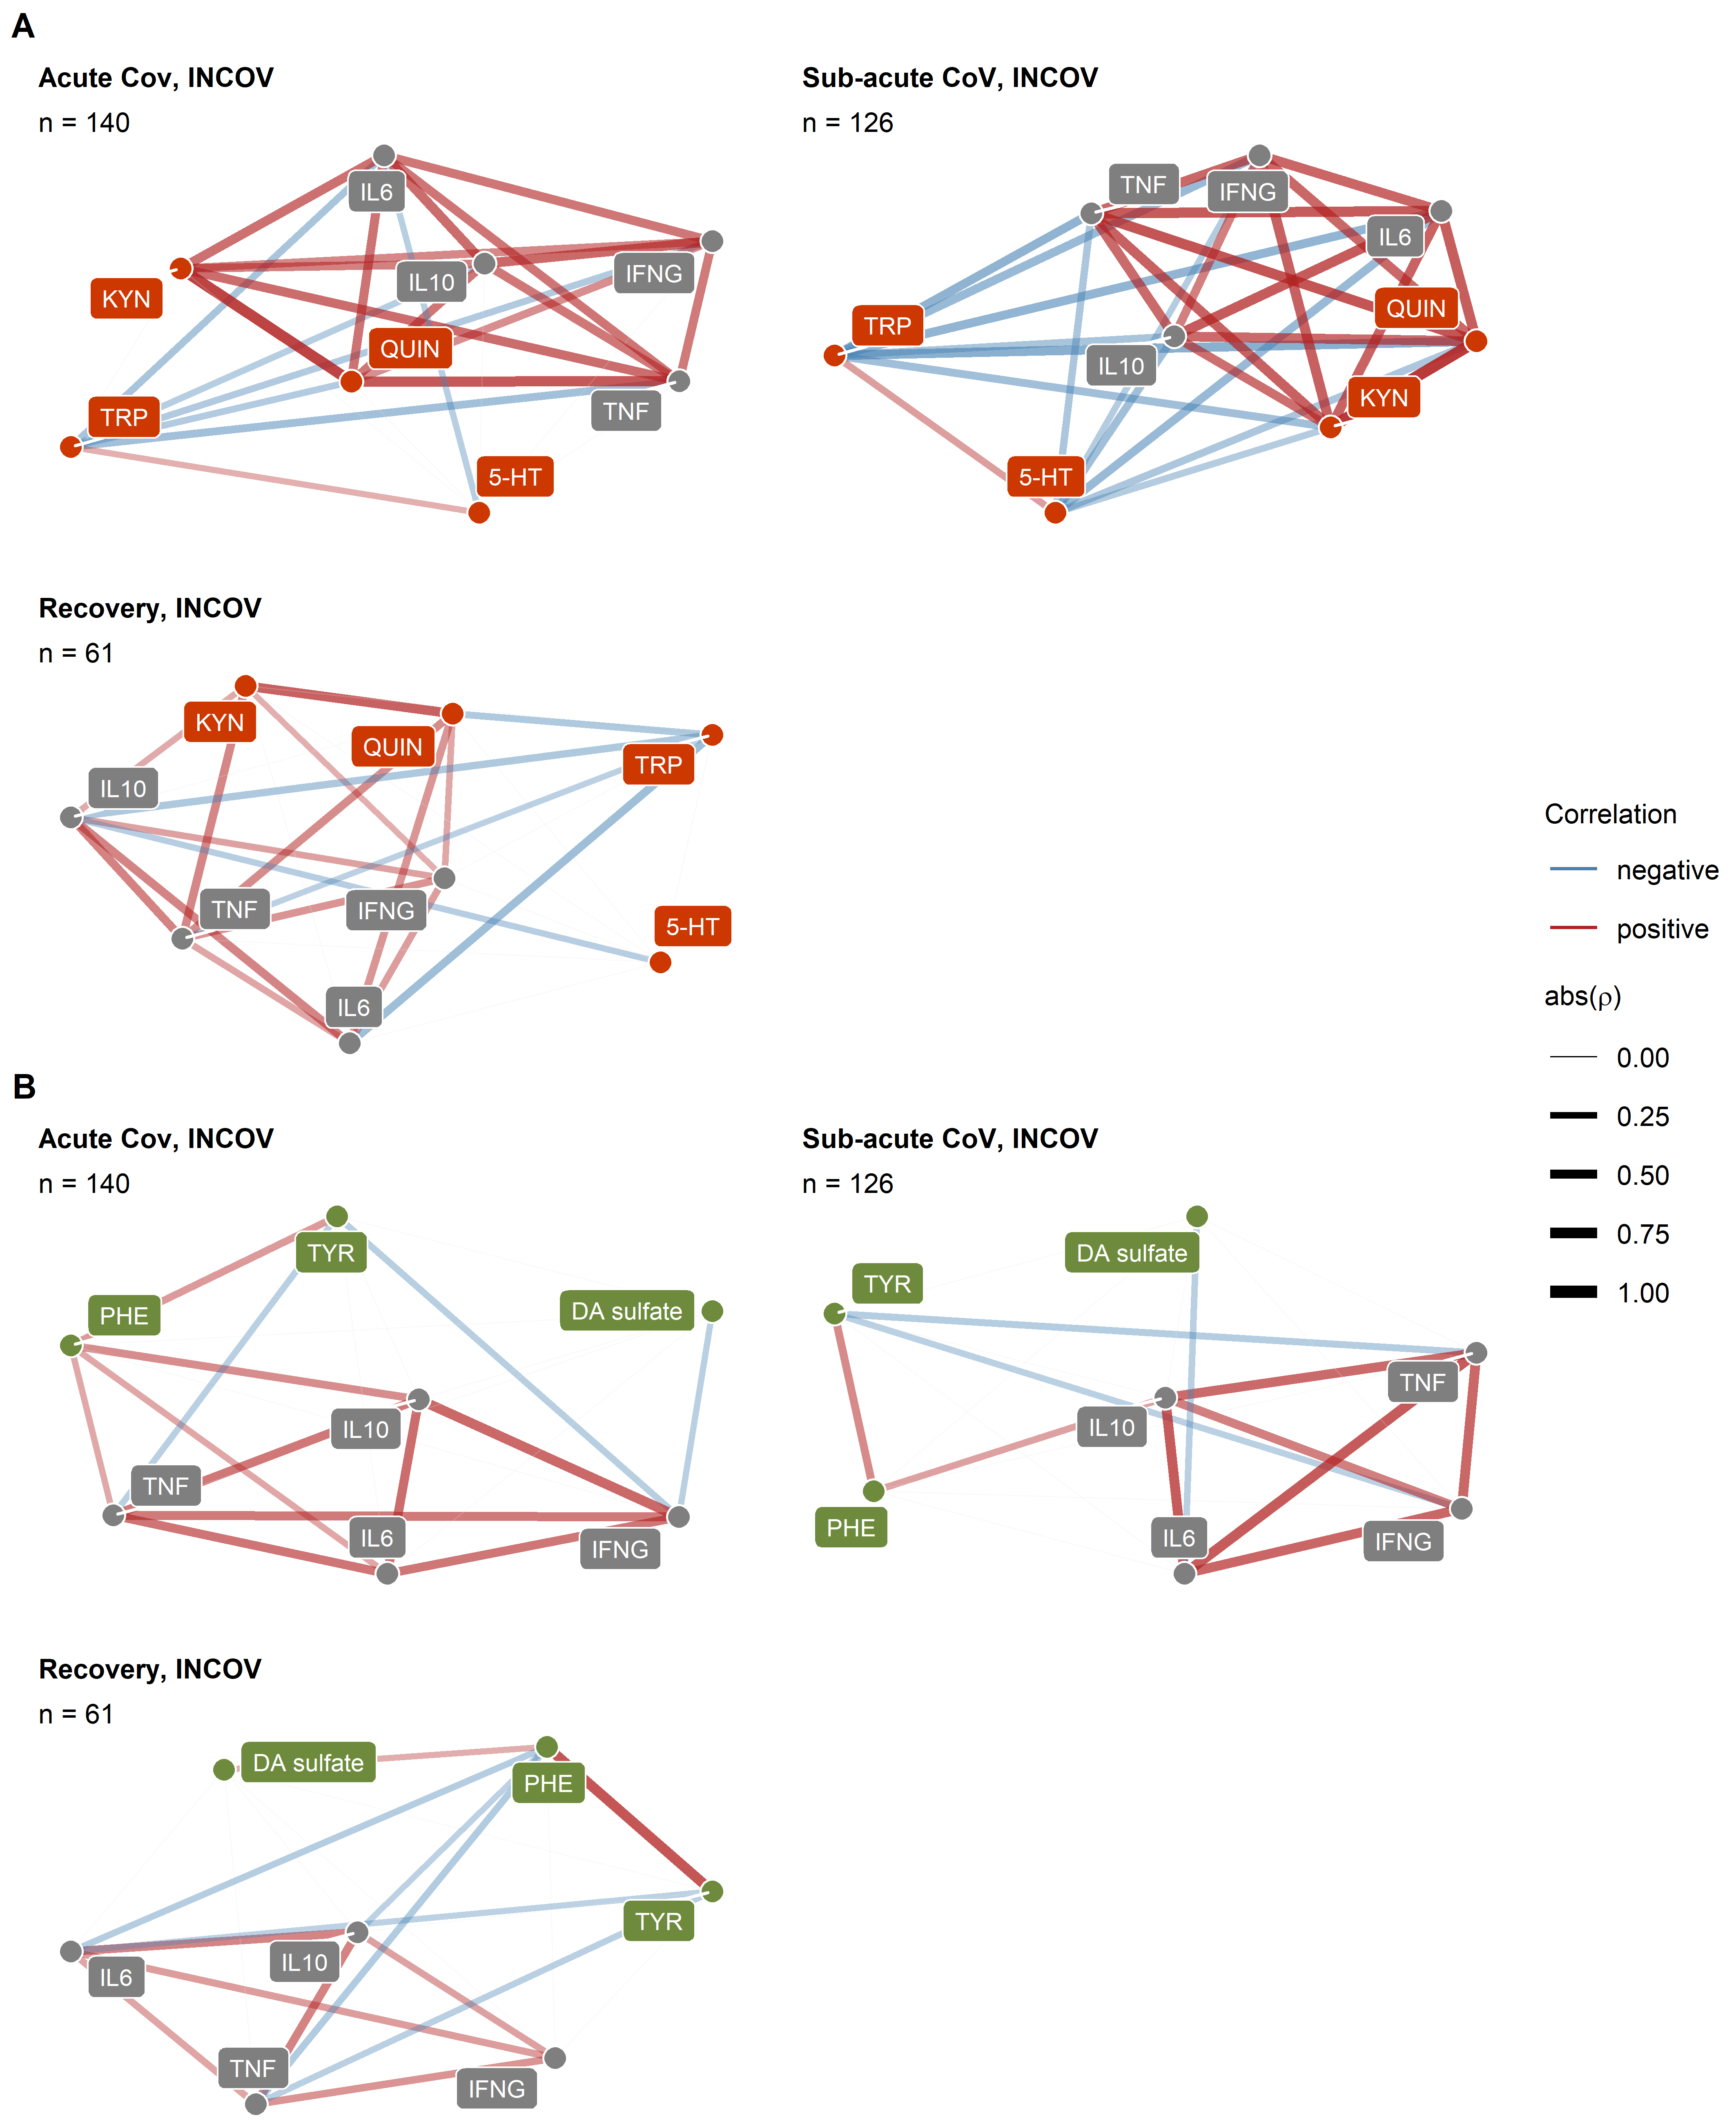 A
Acute Cov, INCOV
n = 140
IL6
KYN
IL10
IFNG
QUIN
TRP
TNF
5-HT
Sub-acute CoV, INCOV
n = 126
TNF
IFNG
IL6
QUIN
TRP
IL10
KYN
5-HT
Recovery, INCOV
n = 61
KYN
QUIN
TRP
IL10
TNF
IFNG
5-HT
IL6
Correlation
negative
positive
abs(ρ)
0.00
0.25
0.50
0.75
1.00
B
Acute Cov, INCOV
n = 140
TYR
PHE
DA sulfate
IL10
TNF
IL6
IFNG
Sub-acute CoV, INCOV
n = 126
DA sulfate
TYR
TNF
IL10
PHE
IL6
IFNG
Recovery, INCOV
n = 61
DA sulfate
PHE
TYR
IL10
IL6
TNF
IFNG